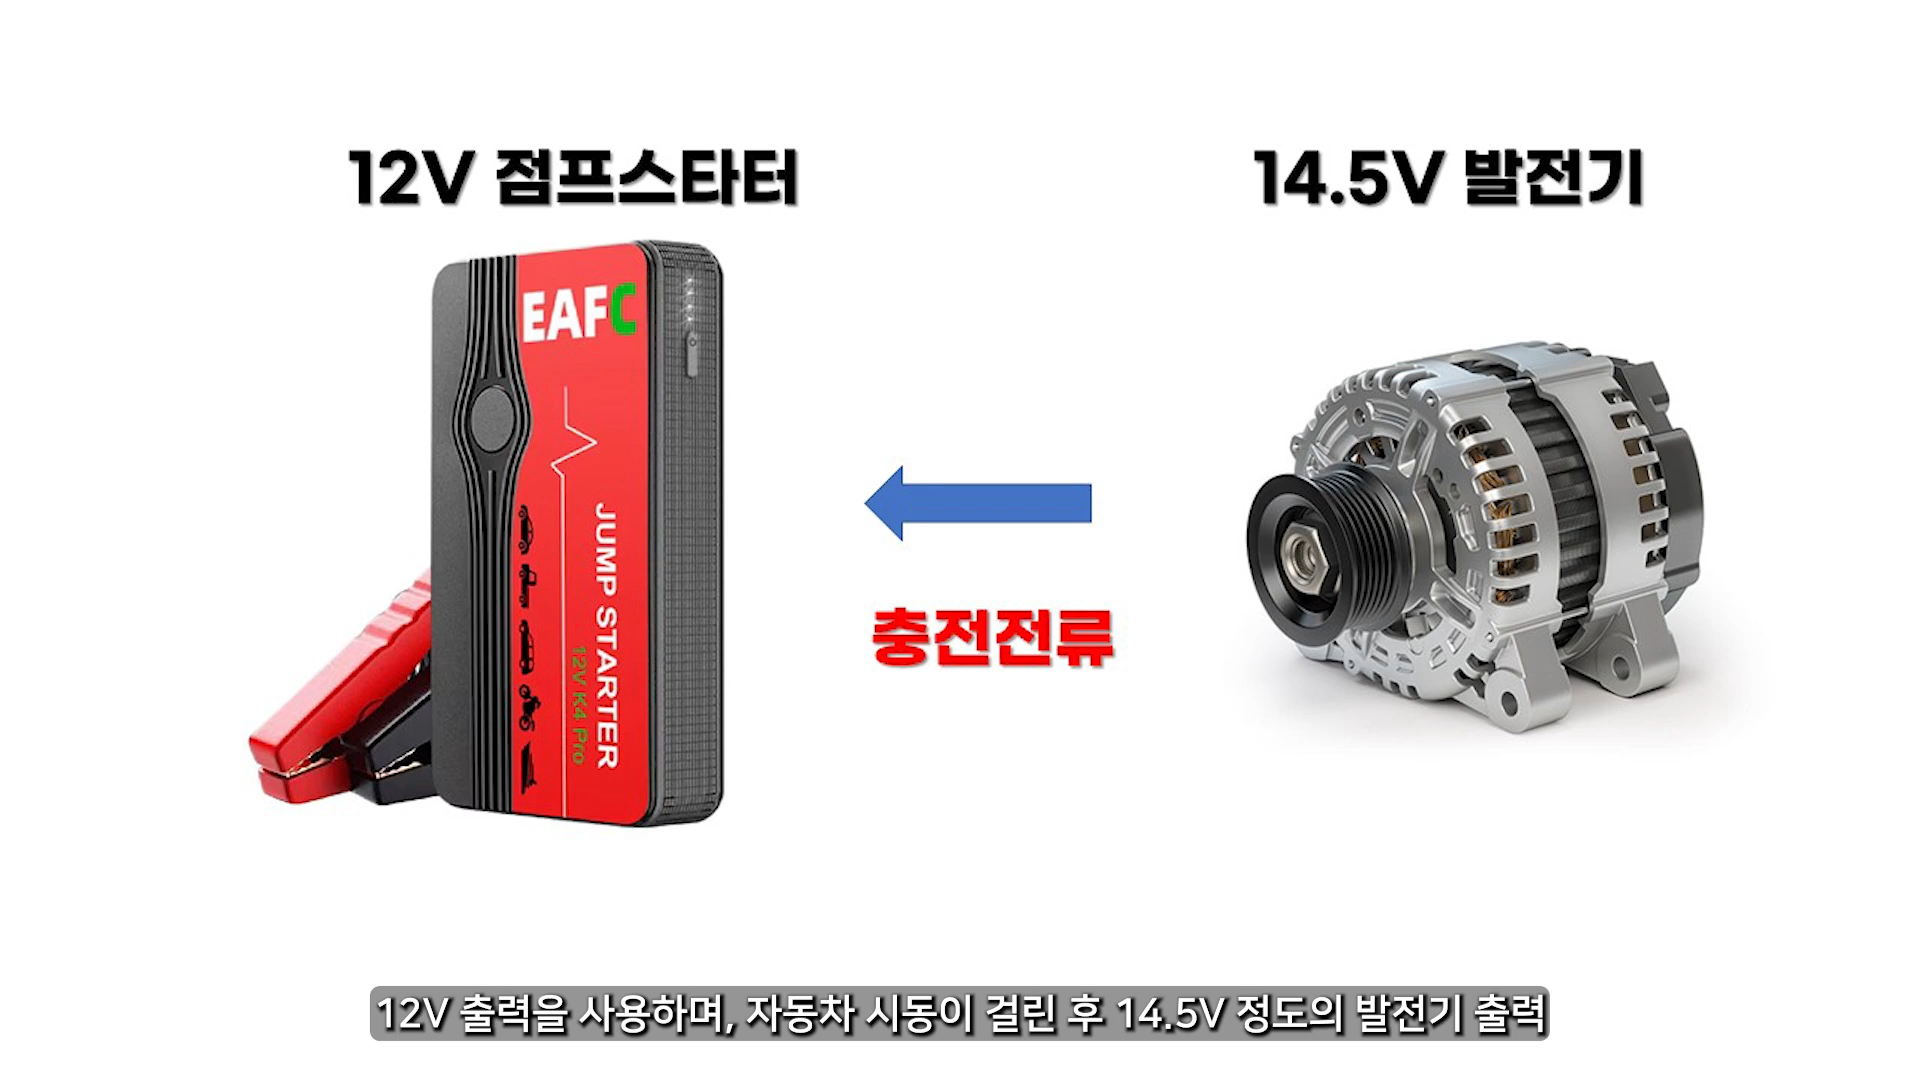 12V 점프스타터
14.5V 발전기
EAFC
JUMP STARTER
12V K4 Pro
충전전류
12V 출력을 사용하며, 자동차 시동이 걸린 후 14.5V 정도의 발전기 출력